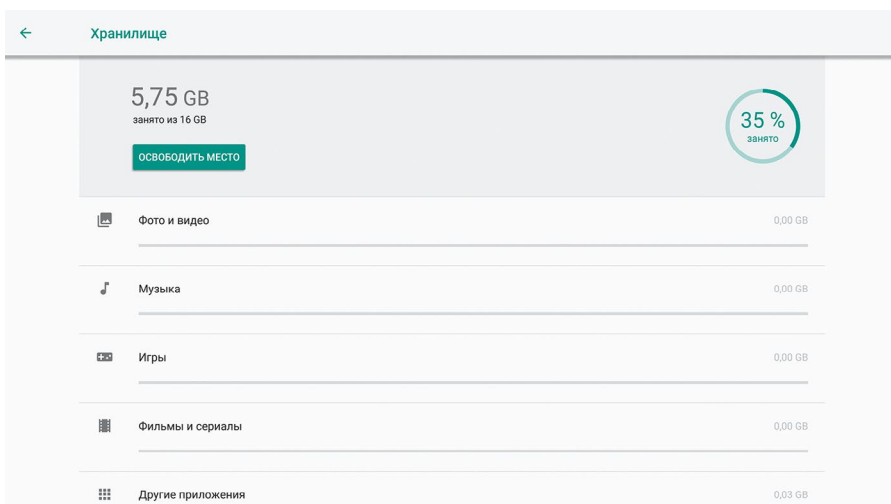 Хранилище
5,75 GB
занято из 16 GB
ОСВОБОДИТЬ МЕСТО
35 %
занято
Фото и видео 0,00 GB
Музыка 0,00 GB
Игры 0,00 GB
Фильмы и сериалы 0,00 GB
Другие приложения 0,03 GB